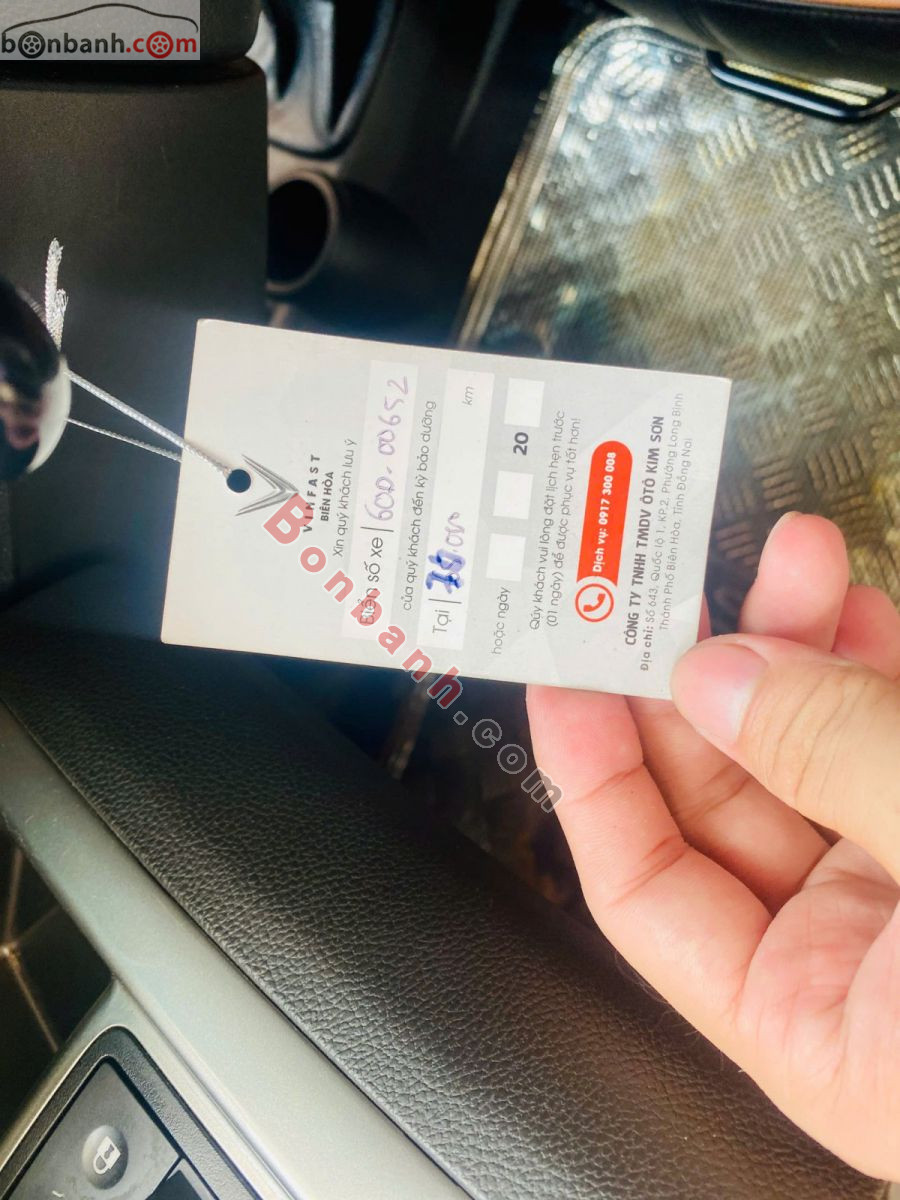 bonbanh.com
VINFAST
BIÊN HÒA
Xin quý khách lưu ý
Biển số xe 60D-00652
của quý khách đến kỳ bảo dưỡng
Tại km
hoặc ngày 20
Qúy khách vui lòng đặt lịch hẹn trước
(01 ngày) để được phục vụ tốt hơn!
Dịch vụ: 0917 300 008
CÔNG TY TNHH TMDV ÔTÔ KIM SƠN
Địa chỉ: Số 643, Quốc lộ 1, KP.2, Phường Long Bình
Thành Phố Biên Hòa, Tỉnh Đồng Nai
Bonbanh.com